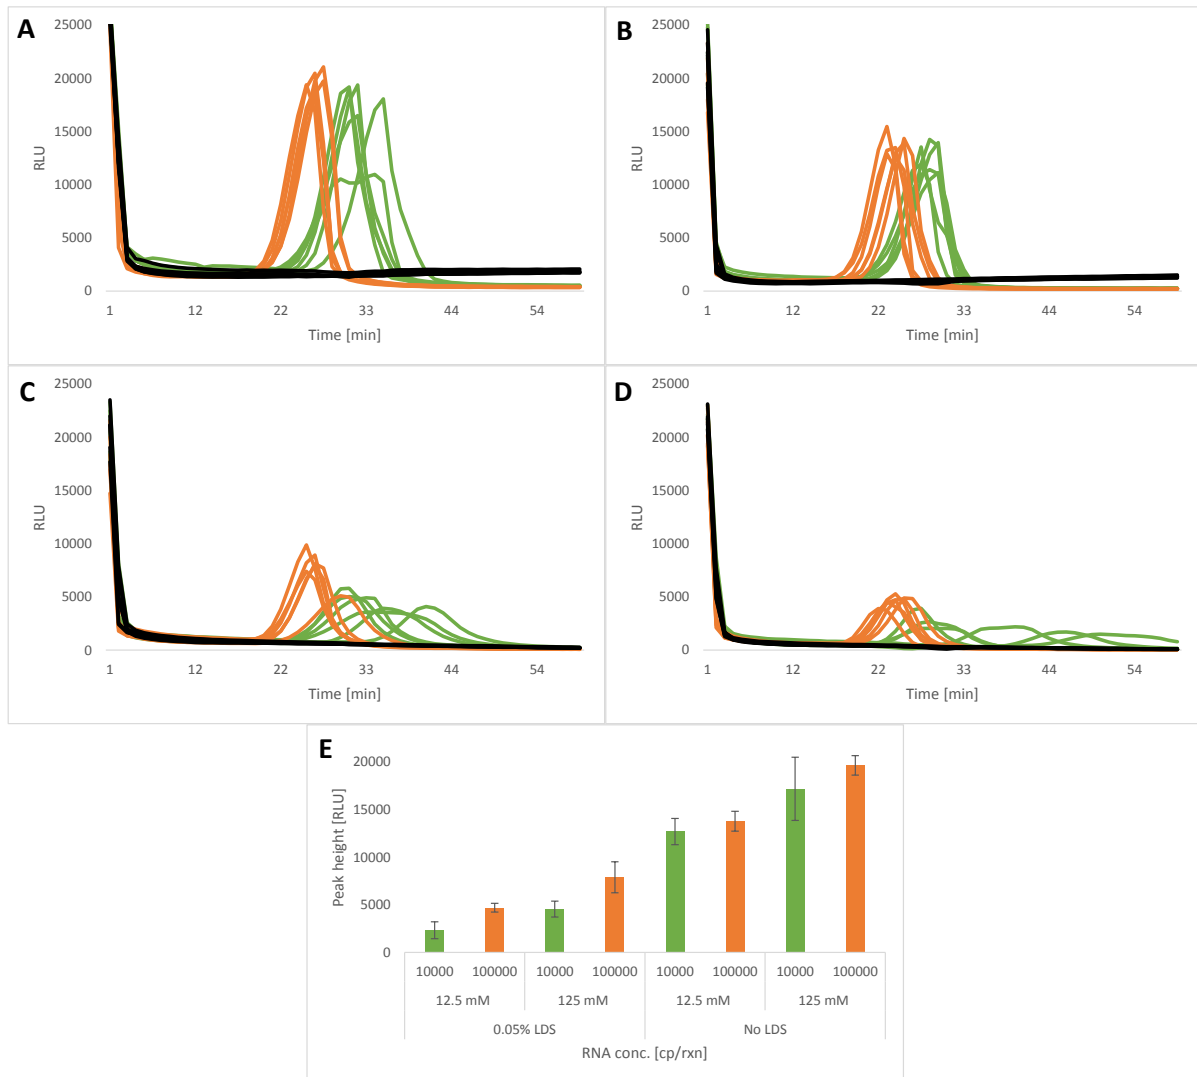 A
25000
20000
15000
10000
5000
0
RLU
1 12 22 33 44 54
Time [min]
B
25000
20000
15000
10000
5000
0
RLU
1 12 22 33 44 54
Time [min]
C
25000
20000
15000
10000
5000
0
RLU
1 12 22 33 44 54
Time [min]
D
25000
20000
15000
10000
5000
0
RLU
1 12 22 33 44 54
Time [min]
E
20000
15000
10000
5000
0
Peak height [RLU]
10000 100000 10000 100000 10000 100000 10000 100000
12.5 mM 125 mM 12.5 mM 125 mM
0.05% LDS No LDS
RNA conc. [cp/rxn]